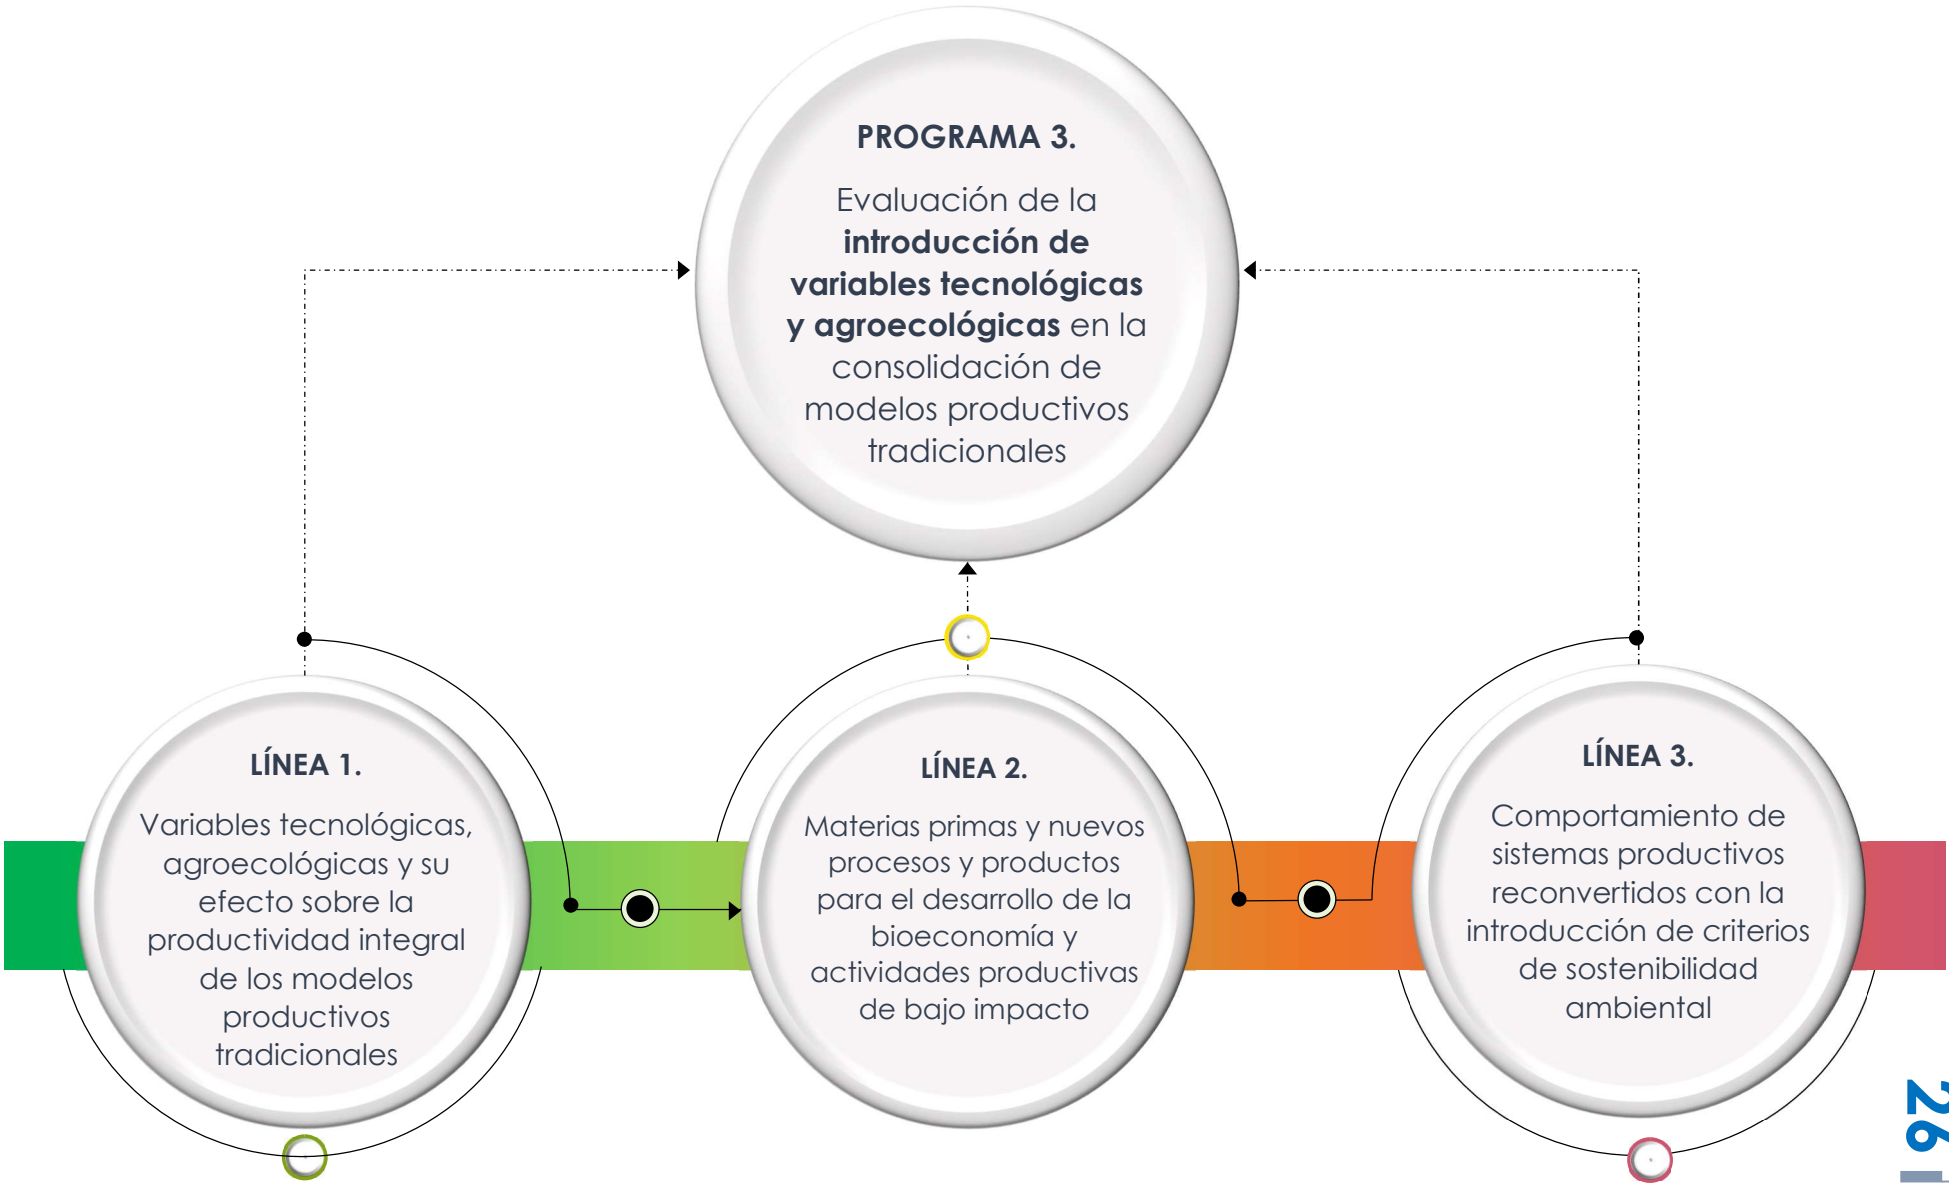 PROGRAMA 3.
Evaluación de la
introducción de
variables tecnológicas
y agroecológicas en la
consolidación de
modelos productivos
tradicionales
LÍNEA 1.
Variables tecnológicas,
agroecológicas y su
efecto sobre la
productividad integral
de los modelos
productivos
tradicionales
LÍNEA 2.
Materias primas y nuevos
procesos y productos
para el desarrollo de la
bioeconomía y
actividades productivas
de bajo impacto
LÍNEA 3.
Comportamiento de
sistemas productivos
reconvertidos con la
introducción de criterios
de sostenibilidad
ambiental
26